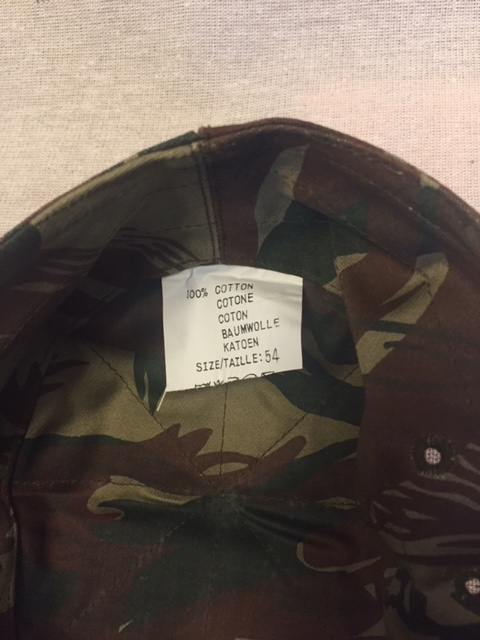 100% COTTON
COTONE
COTON
BAUMWOLLE
KATOEN
SIZE/TAILLE:54